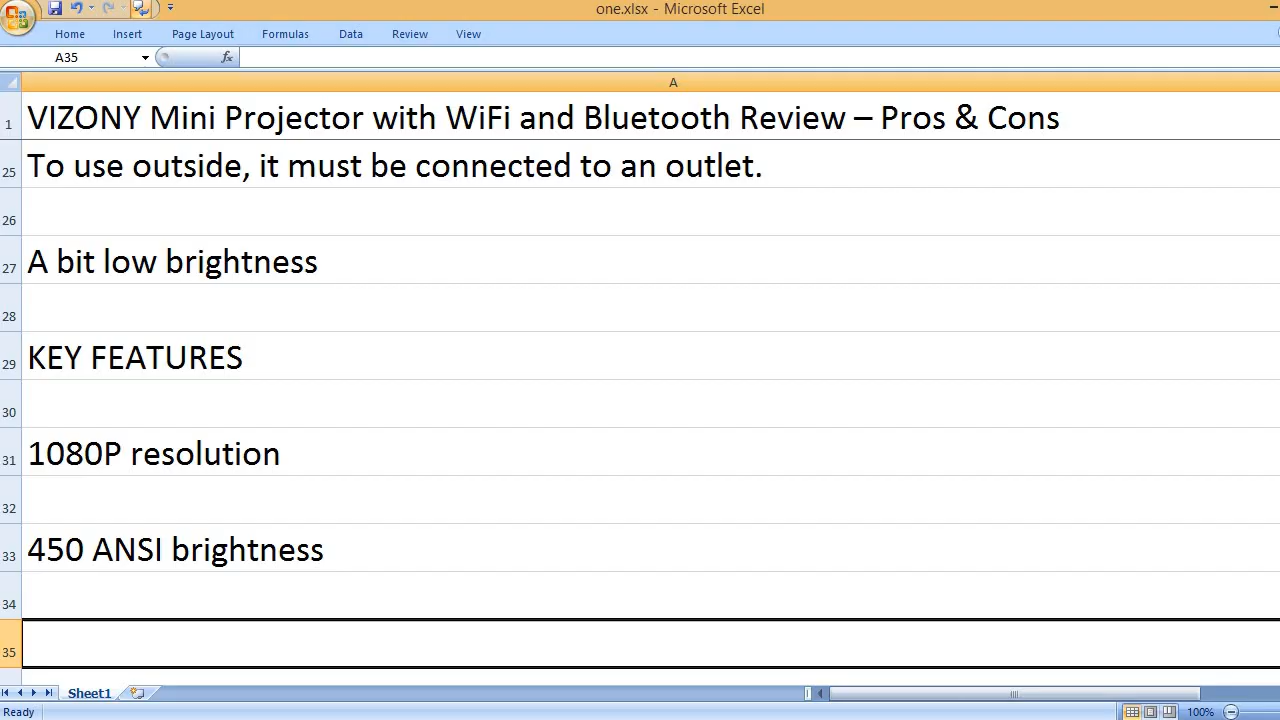 one.xlsx - Microsoft Excel
Home Insert Page Layout Formulas Data Review View
A35 fx
A
1 VIZONY Mini Projector with WiFi and Bluetooth Review – Pros & Cons
25 To use outside, it must be connected to an outlet.
26
27 A bit low brightness
28
29 KEY FEATURES
30
31 1080P resolution
32
33 450 ANSI brightness
34
35
Sheet1
Ready 100%